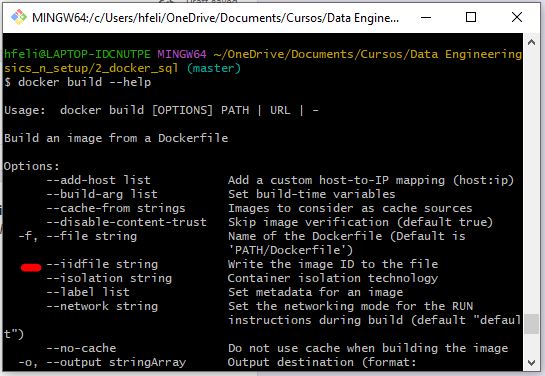 MINGW64:/c/Users/hfeli/OneDrive/Documents/Cursos/Data Engine...
hfeli@LAPTOP-IDCNUTPE MINGW64 ~/OneDrive/Documents/Cursos/Data Engineering
sics_n_setup/2_docker_sql (master)
$ docker build --help
Usage:  docker build [OPTIONS] PATH | URL | -
Build an image from a Dockerfile
Options:
--add-host list Add a custom host-to-IP mapping (host:ip)
--build-arg list Set build-time variables
--cache-from strings Images to consider as cache sources
--disable-content-trust Skip image verification (default true)
-f, --file string Name of the Dockerfile (Default is
'PATH/Dockerfile')
--iidfile string Write the image ID to the file
--isolation string Container isolation technology
--label list Set metadata for an image
--network string Set the networking mode for the RUN
instructions during build (default "defaul
t")
--no-cache Do not use cache when building the image
-o, --output stringArray Output destination (format: